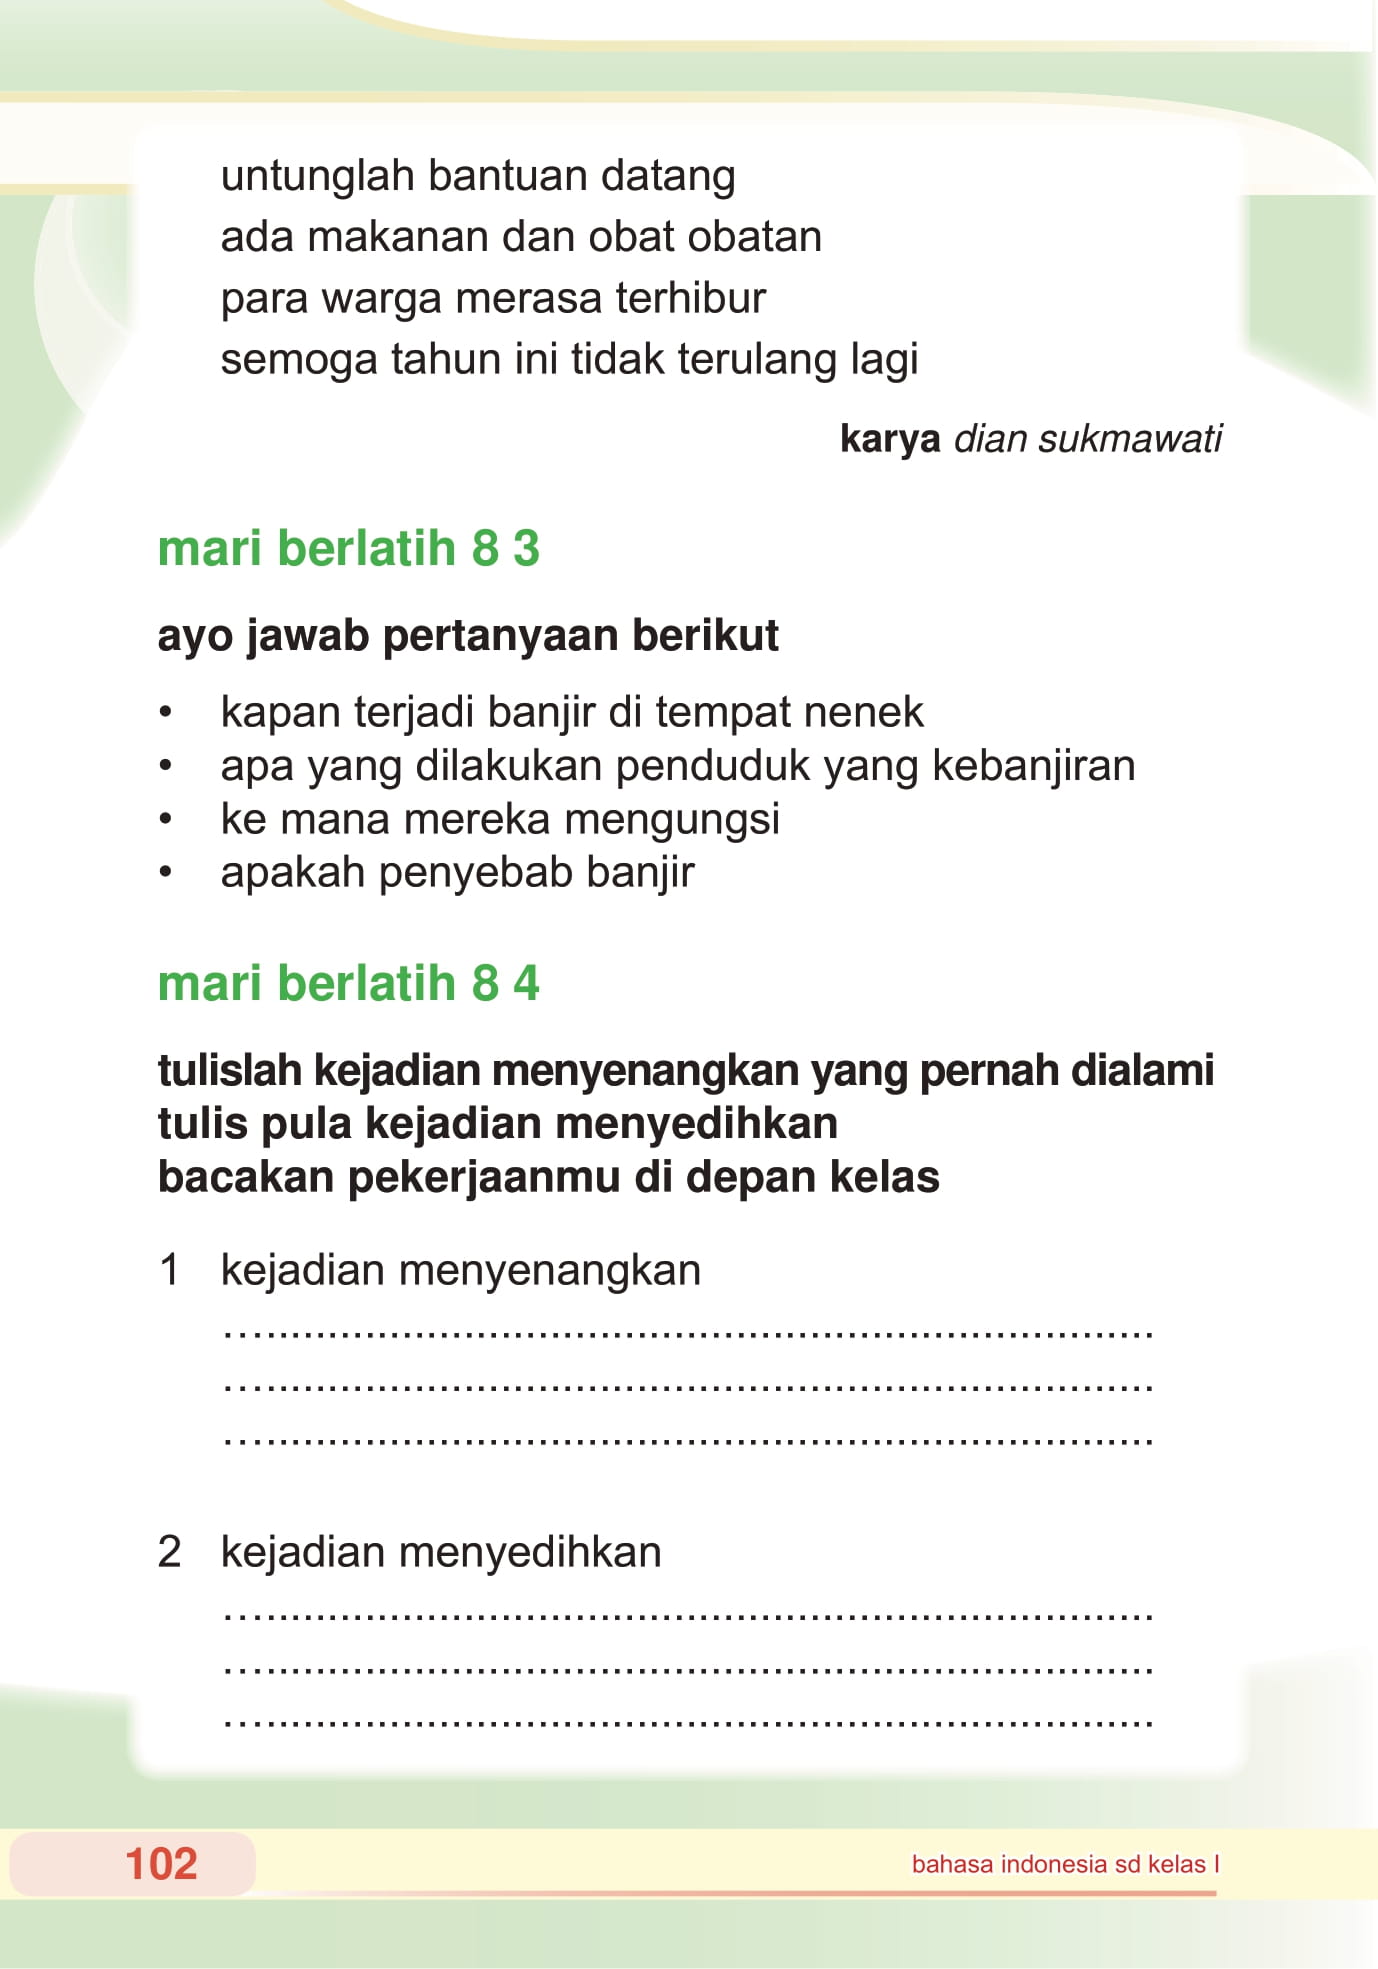 untunglah bantuan datang
ada makanan dan obat obatan
para warga merasa terhibur
semoga tahun ini tidak terulang lagi
karya dian sukmawati
mari berlatih 8 3
ayo jawab pertanyaan berikut
• kapan terjadi banjir di tempat nenek
• apa yang dilakukan penduduk yang kebanjiran
• ke mana mereka mengungsi
• apakah penyebab banjir
mari berlatih 8 4
tulislah kejadian menyenangkan yang pernah dialami
tulis pula kejadian menyedihkan
bacakan pekerjaanmu di depan kelas
1 kejadian menyenangkan
...........................................................................
...........................................................................
...........................................................................
2 kejadian menyedihkan
...........................................................................
...........................................................................
...........................................................................
102
bahasa indonesia sd kelas I